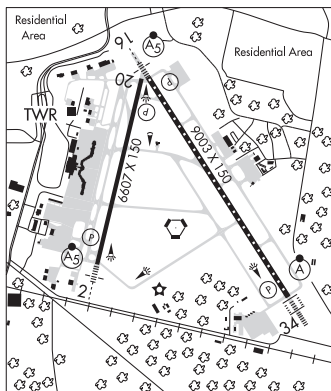 Residential
Area
Residential Area
16
A5
20
P
P
TWR
6607 X 150
9003 X 150
P
A5
2
A
P
34